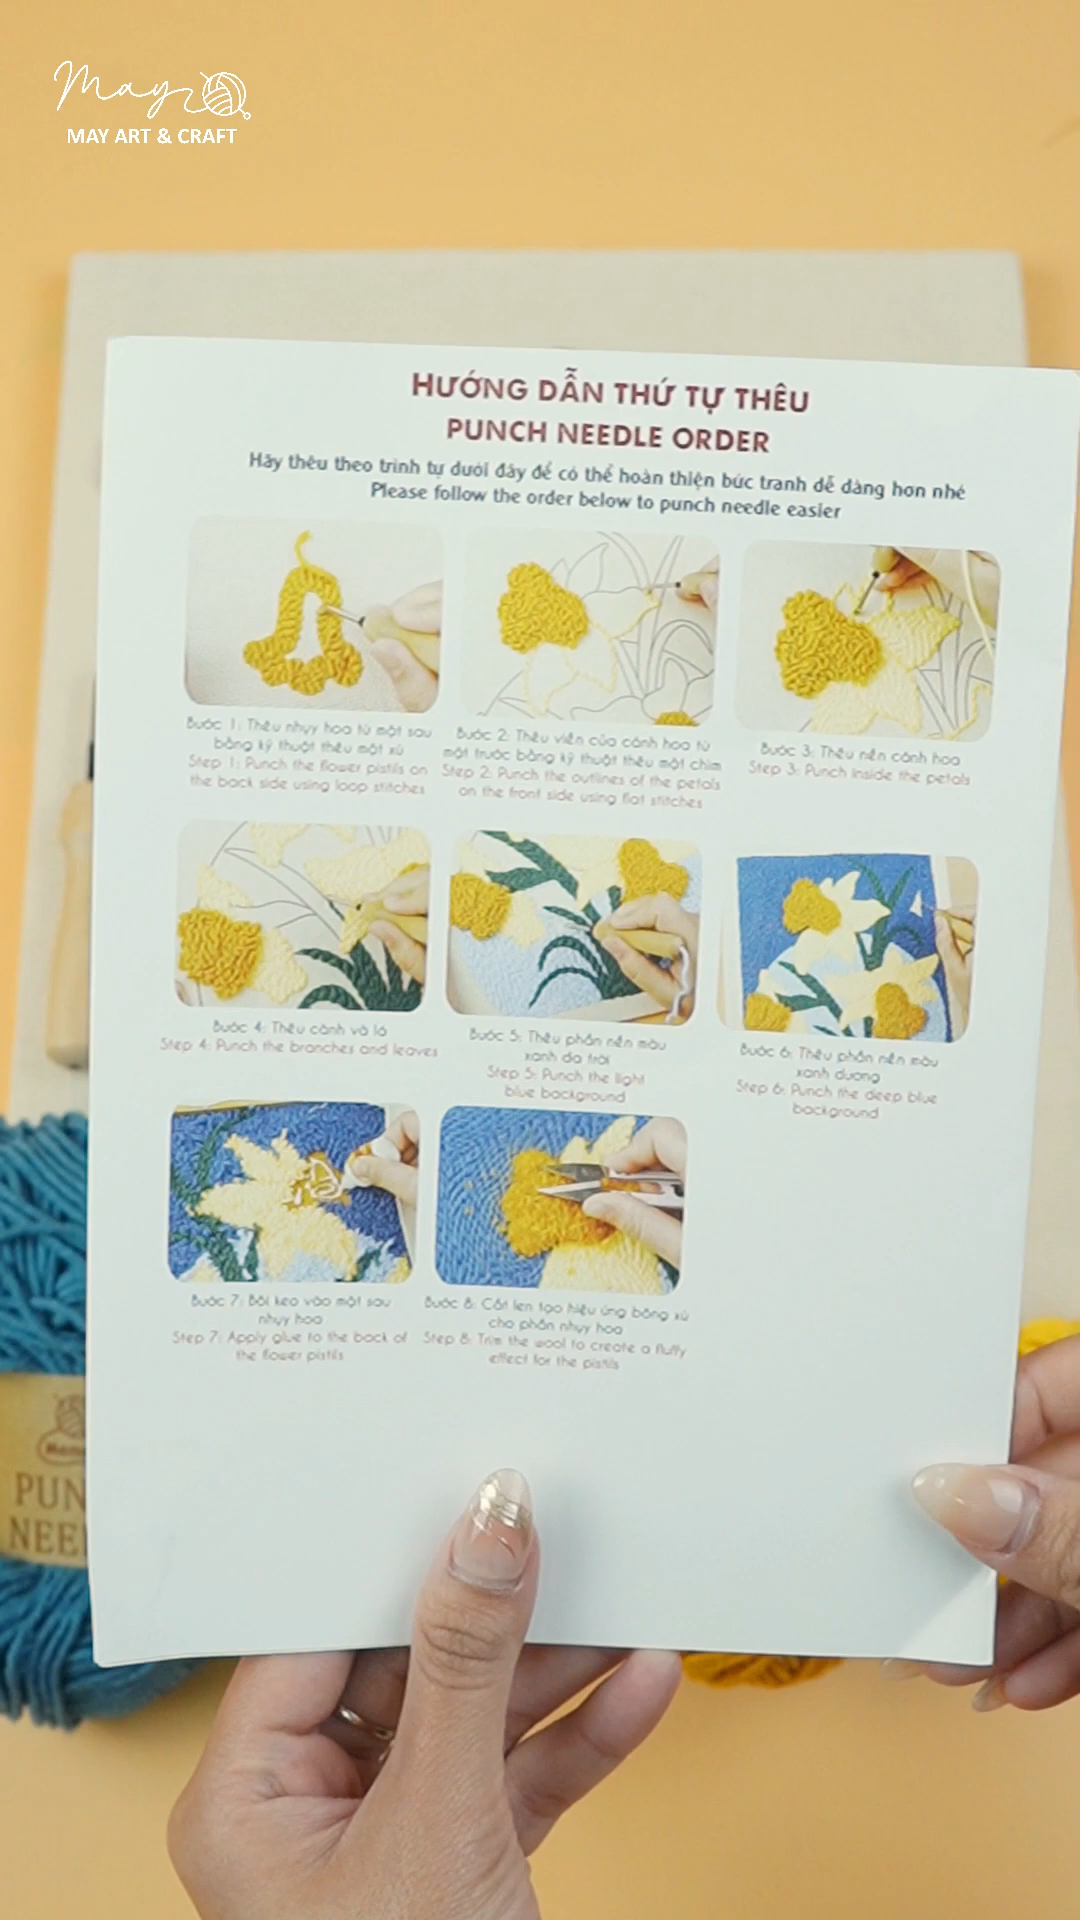 May
MAY ART & CRAFT
HƯỚNG DẪN THỨ TỰ THÊU
PUNCH NEEDLE ORDER
Hãy thêu theo trình tự dưới đây để có thể hoàn thiện bức tranh dễ dàng hơn nhé
Please follow the order below to punch needle easier
Bước 1: Thêu nhụy hoa từ mặt sau
bằng kỹ thuật thêu mặt xù
Step 1: Punch the flower pistils on
the back side using loop stitches
Bước 2: Thêu viền của cánh hoa từ
mặt trước bằng kỹ thuật thêu mặt chìm
Step 2: Punch the outlines of the petals
on the front side using flat stitches
Bước 3: Thêu nền cánh hoa
Step 3: Punch inside the petals
Bước 4: Thêu cành và lá
Step 4: Punch the branches and leaves
Bước 5: Thêu phần nền màu
xanh da trời
Step 5: Punch the light
blue background
Bước 6: Thêu phần nền màu
xanh dương
Step 6: Punch the deep blue
background
Bước 7: Bôi keo vào mặt sau
nhụy hoa
Step 7: Apply glue to the back of
the flower pistils
Bước 8: Cắt len tạo hiệu ứng bông xù
cho phần nhụy hoa
Step 8: Trim the wool to create a fluffy
effect for the pistils
PUN
NEE